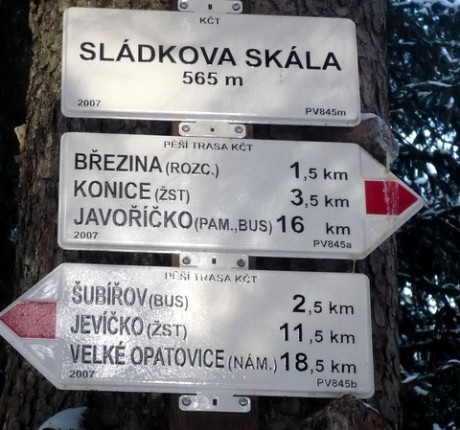 KČT
SLÁDKOVA SKÁLA
565 m
2007 PV845m
PĚŠÍ TRASA KČT
BŘEZINA (ROZC.) 1,5 km
KONICE (ŽST) 3,5 km
JAVOŘÍČKO (PAM., BUS) 16 km
2007 PV845a
PĚŠÍ TRASA KČT
ŠUBÍŘOV (BUS) 2,5 km
JEVÍČKO (ŽST) 11,5 km
VELKÉ OPATOVICE (NÁM.) 18,5 km
2007 PV845b